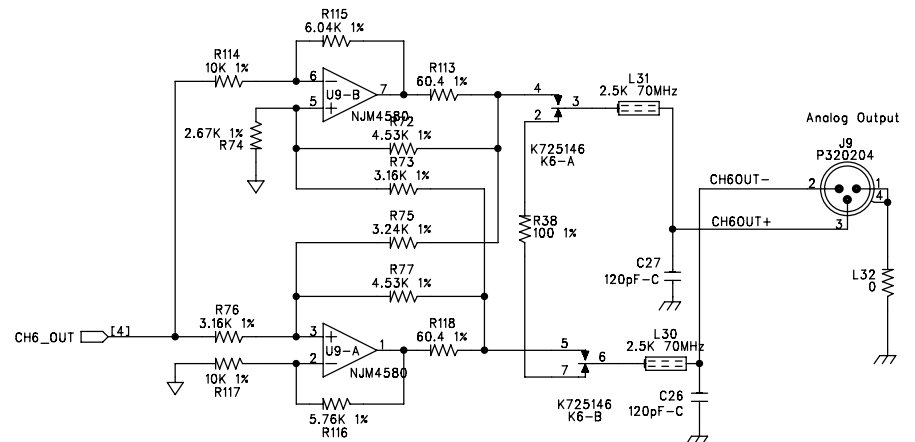 R115
6.04K 1%
R114
10K 1%
6
5
7
U9-B
NJM4580
R113
60.4 1%
2.67K 1%
R74
R72
4.53K 1%
R73
3.16K 1%
4
2
3
K725146
K6-A
L31
2.5K 70MHz
Analog Output
J9
P320204
2
1
4
3
CH6OUT-
CH6OUT+
R38
100 1%
C27
120pF-C
L32
0
R75
3.24K 1%
R77
4.53K 1%
CH6_OUT
[4]
R76
3.16K 1%
3
2
1
U9-A
NJM4580
10K 1%
R117
5.76K 1%
R116
R118
60.4 1%
5
7
6
K725146
K6-B
L30
2.5K 70MHz
C26
120pF-C